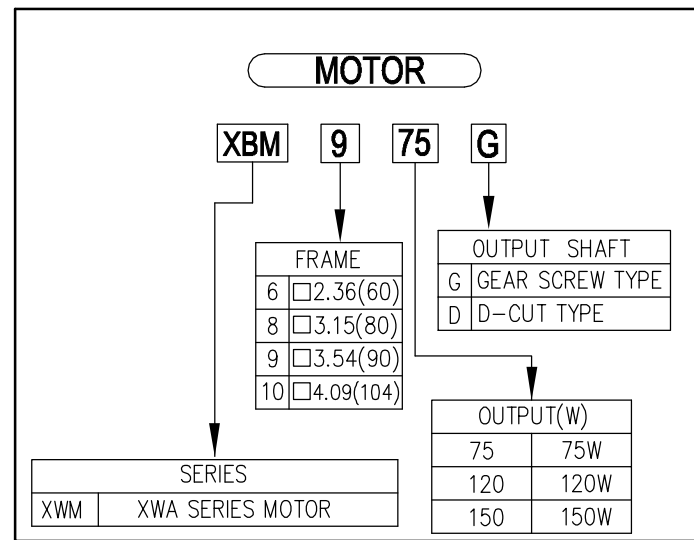 MOTOR
XBM 9 75 G
OUTPUT SHAFT
G GEAR SCREW TYPE
D D-CUT TYPE
FRAME
6 □2.36(60)
8 □3.15(80)
9 □3.54(90)
10 □4.09(104)
OUTPUT(W)
75 75W
120 120W
150 150W
SERIES
XWM XWA SERIES MOTOR